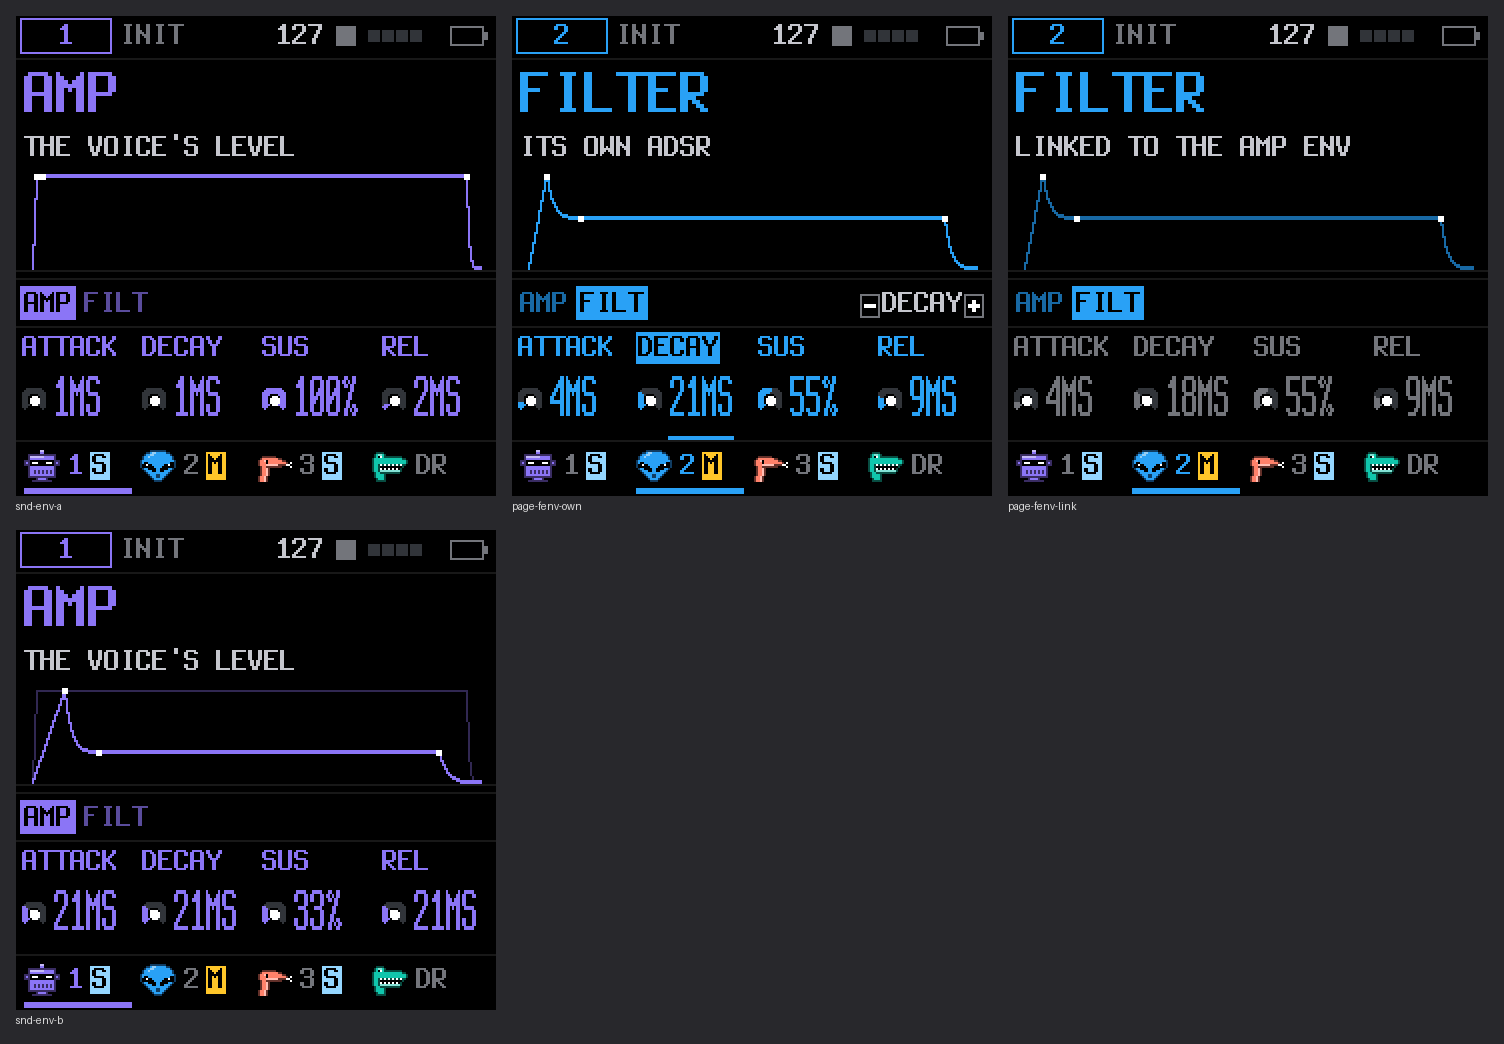 1 INIT 127
AMP
THE VOICE'S LEVEL
AMP FILT
ATTACK DECAY SUS REL
1MS 1MS 100% 2MS
1 S 2 M 3 S DR
snd-env-a
2 INIT 127
FILTER
ITS OWN ADSR
AMP FILT -DECAY+
ATTACK DECAY SUS REL
4MS 21MS 55% 9MS
1 S 2 M 3 S DR
page-fenv-own
2 INIT 127
FILTER
LINKED TO THE AMP ENV
AMP FILT
ATTACK DECAY SUS REL
4MS 18MS 55% 9MS
1 S 2 M 3 S DR
page-fenv-link
1 INIT 127
AMP
THE VOICE'S LEVEL
AMP FILT
ATTACK DECAY SUS REL
21MS 21MS 33% 21MS
1 S 2 M 3 S DR
snd-env-b